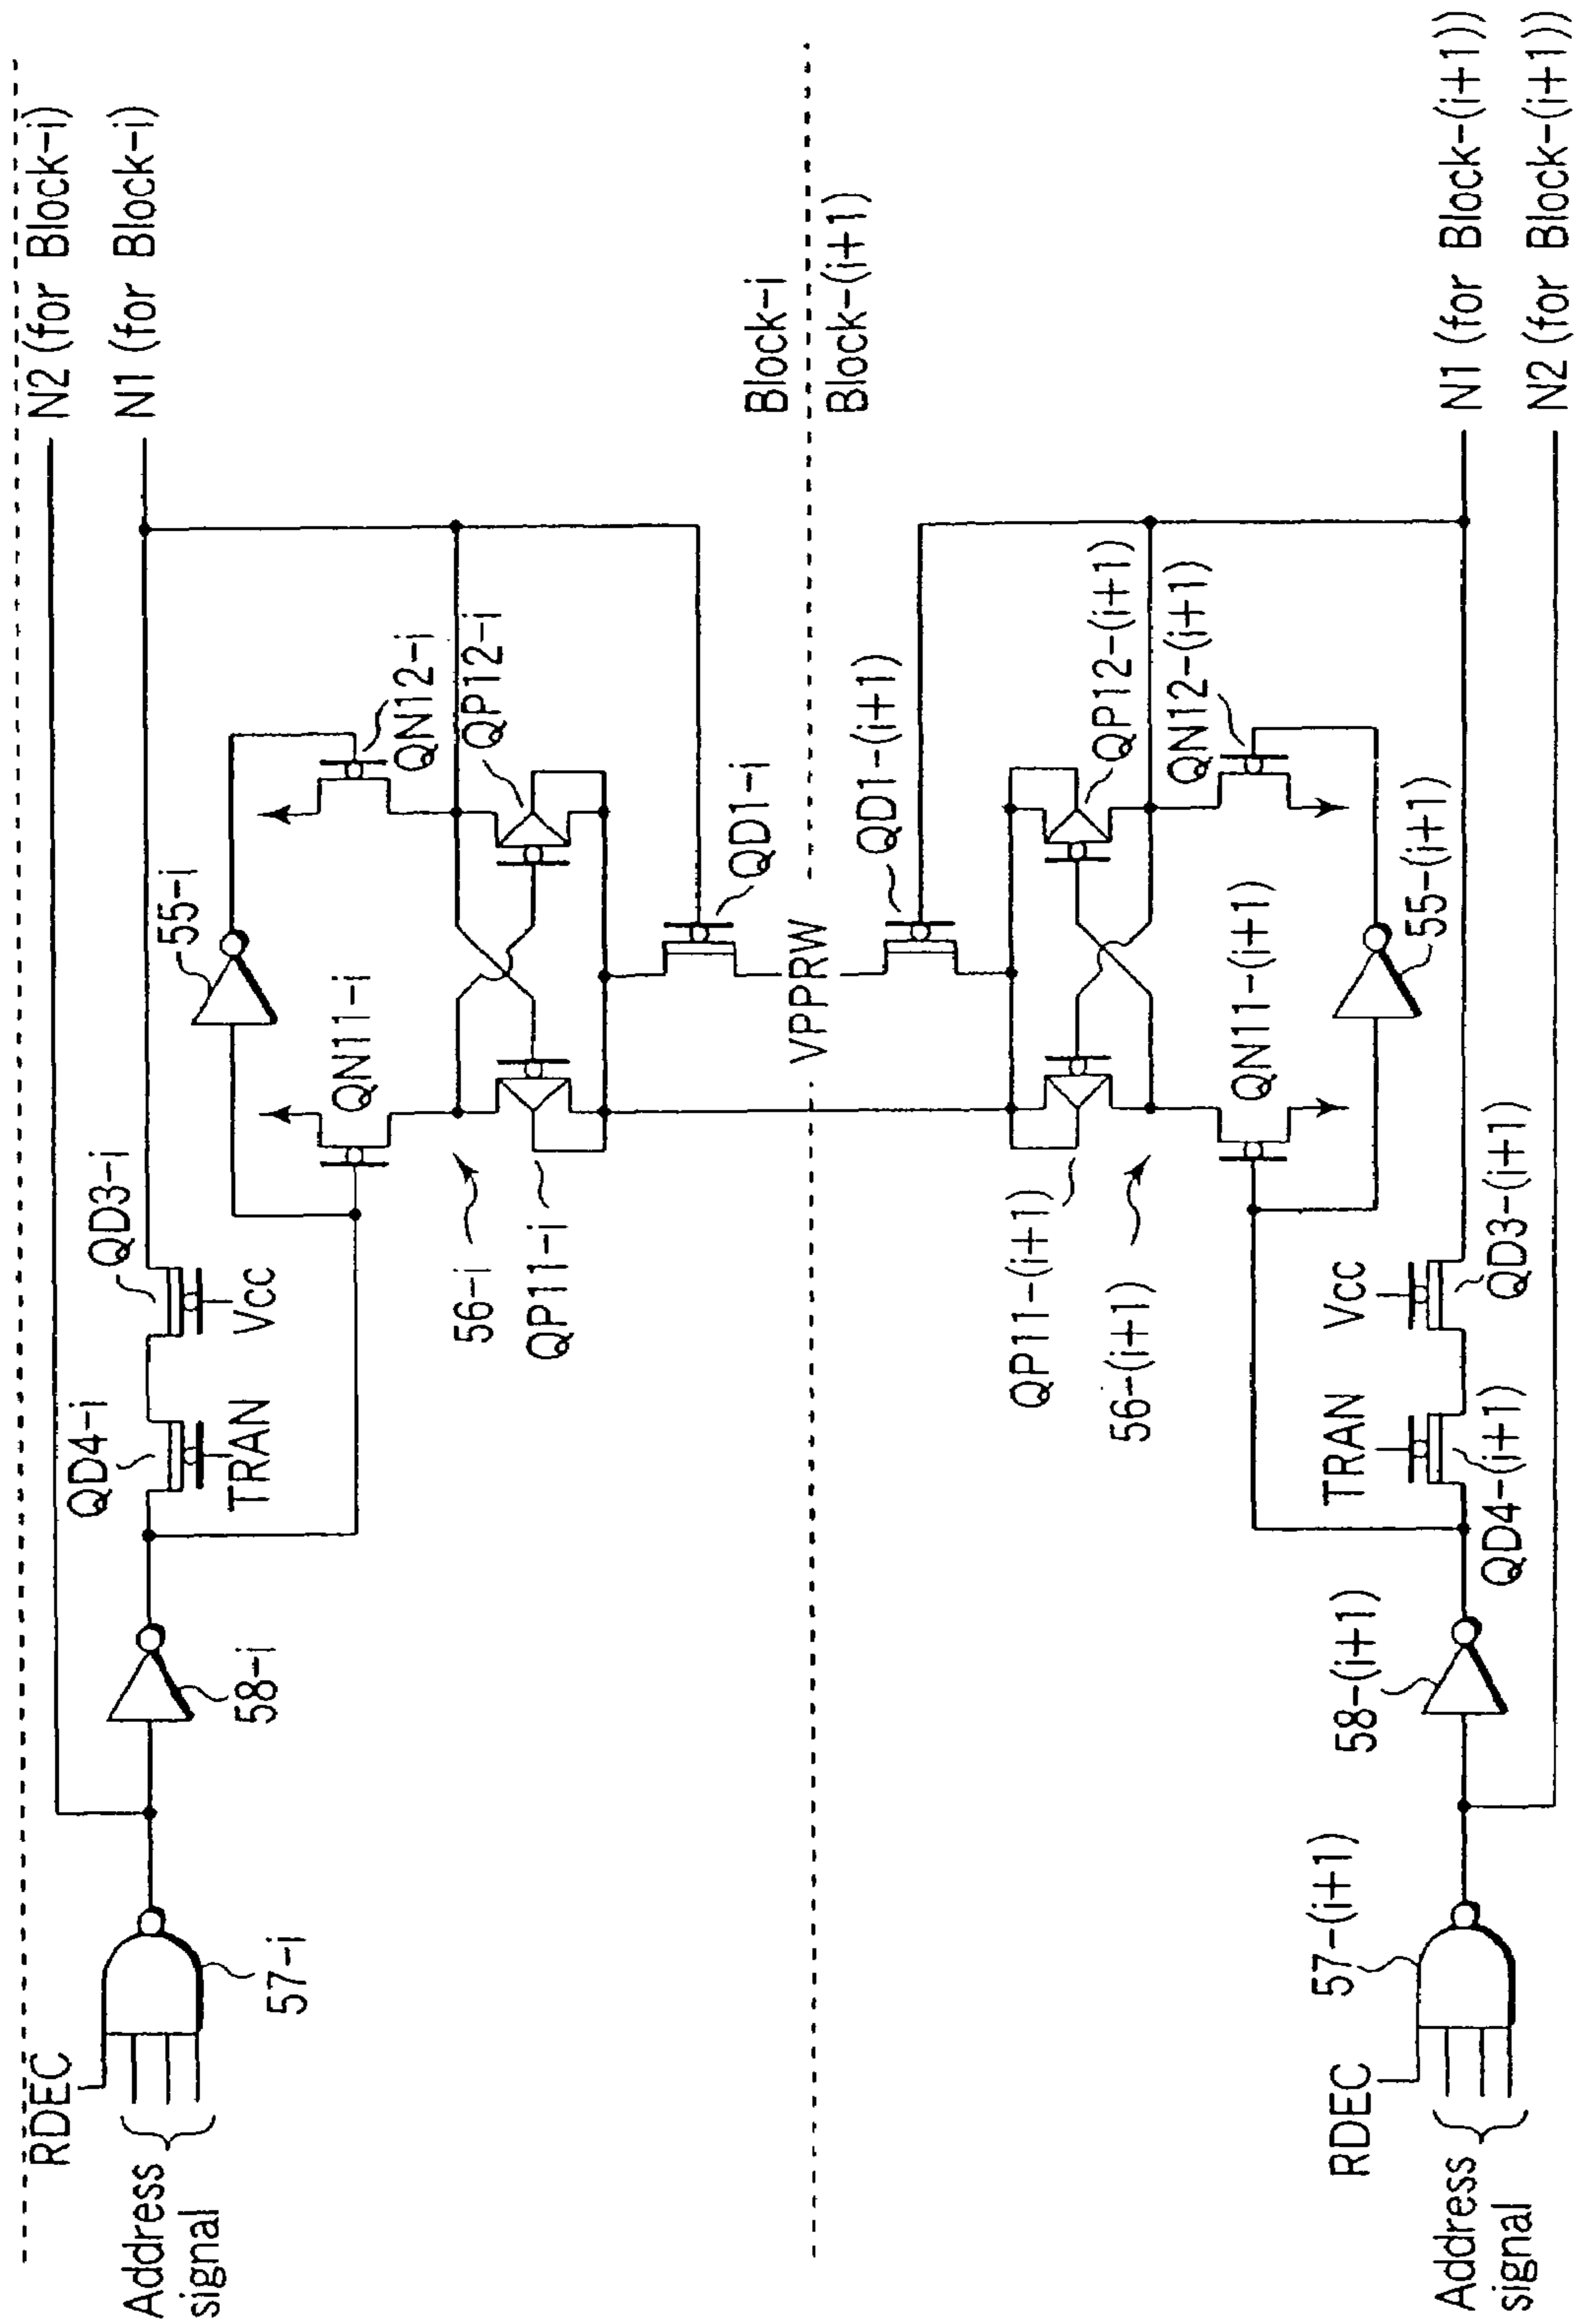 N2 (for Block-i)
N1 (for Block-i)
RDEC
Address
signal
57-i
58-i
QD4-i
TRAN
QD3-i
Vcc
55-i
QN11-i
QN12-i
56-i
QP11-i
QP12-i
QD1-i
Block-i
VPPRW
Block-(i+1)
QD1-(i+1)
QP11-(i+1)
QP12-(i+1)
56-(i+1)
QN12-(i+1)
QN11-(i+1)
55-(i+1)
RDEC
Address
signal
57-(i+1)
58-(i+1)
TRAN
QD4-(i+1)
Vcc
QD3-(i+1)
N1 (for Block-(i+1))
N2 (for Block-(i+1))